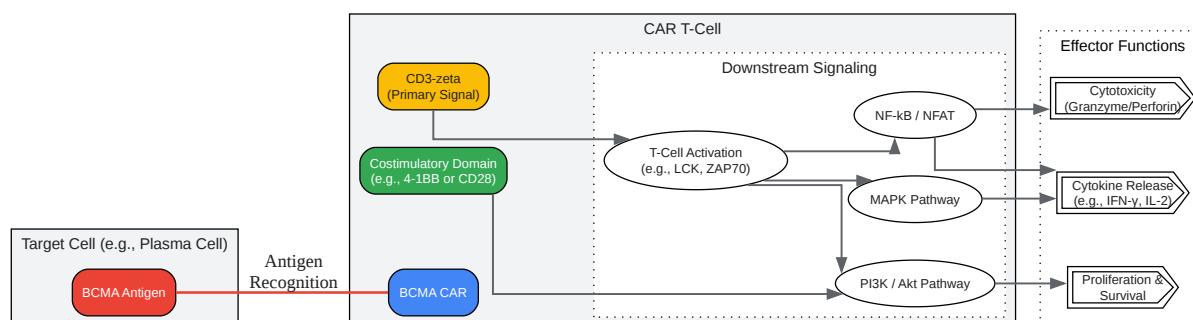 CAR T-Cell
Effector Functions
Downstream Signaling
CD3-zeta
(Primary Signal)
Cytotoxicity
(Granzyme/Perforin)
NF-kB / NFAT
Costimulatory Domain
(e.g., 4-1BB or CD28)
T-Cell Activation
(e.g., LCK, ZAP70)
MAPK Pathway
Cytokine Release
(e.g., IFN-γ, IL-2)
Target Cell (e.g., Plasma Cell)
BCMA Antigen
Antigen
Recognition
BCMA CAR
PI3K / Akt Pathway
Proliferation &
Survival